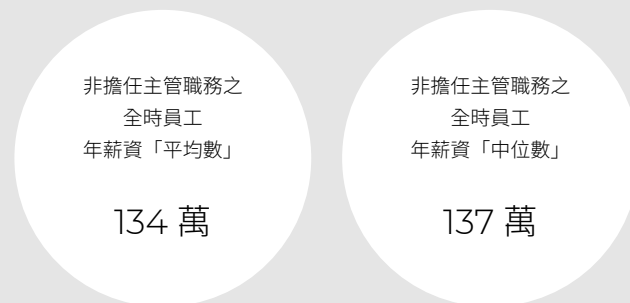 非擔任主管職務之
全時員工
年薪資「平均數」
134 萬
非擔任主管職務之
全時員工
年薪資「中位數」
137 萬